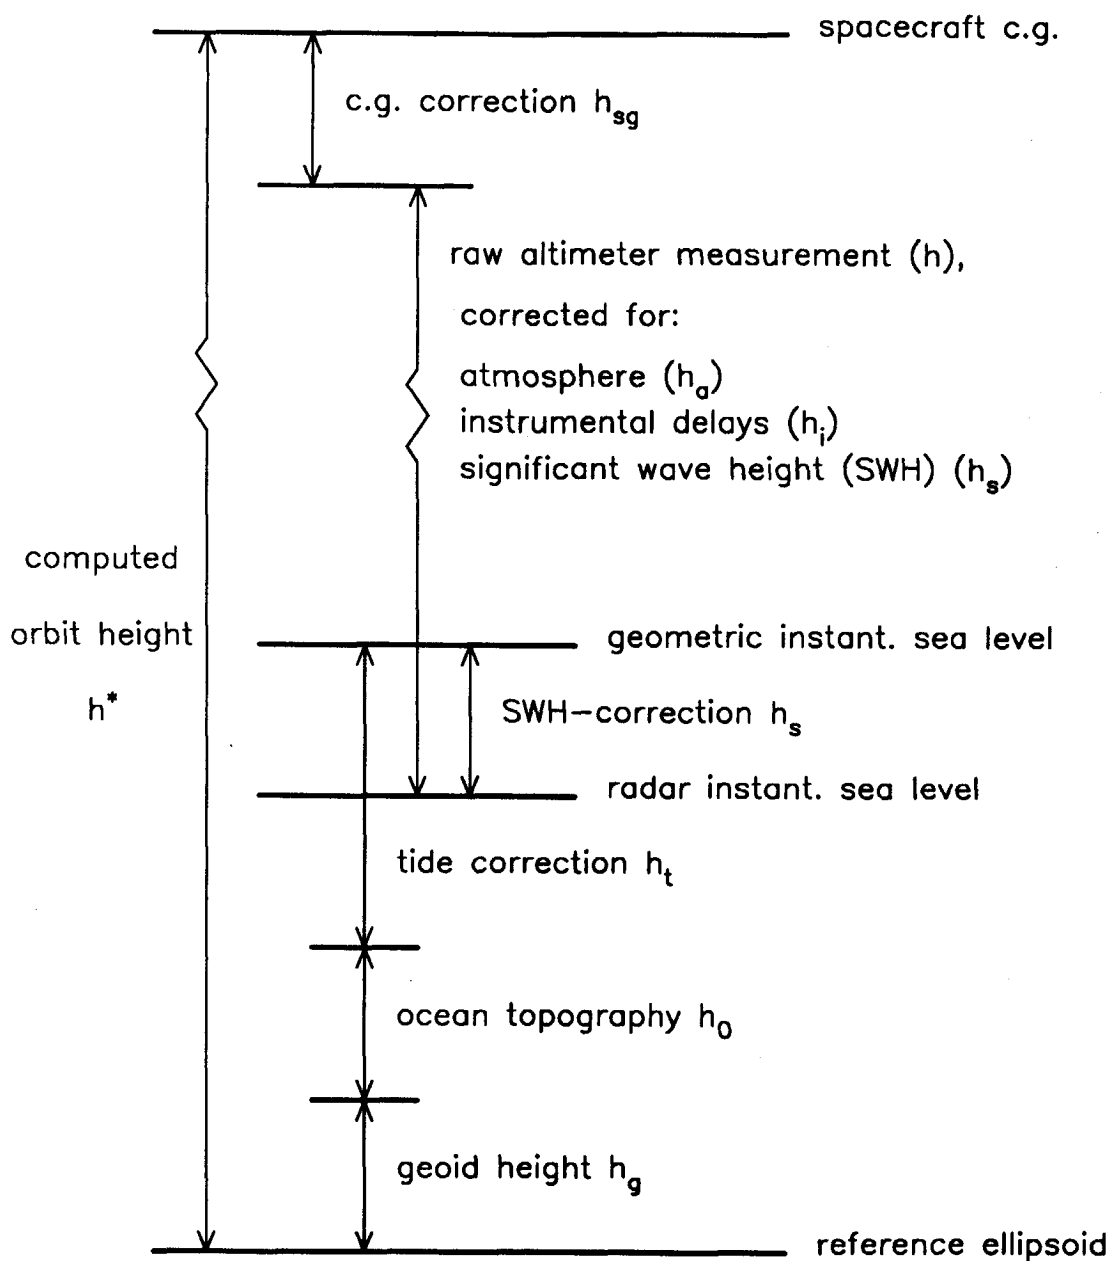 spacecraft c.g.
c.g. correction h_sg
raw altimeter measurement (h),
corrected for:
atmosphere (h_a)
instrumental delays (h_i)
significant wave height (SWH) (h_s)
computed
orbit height
h*
geometric instant. sea level
SWH–correction h_s
radar instant. sea level
tide correction h_t
ocean topography h_0
geoid height h_g
reference ellipsoid